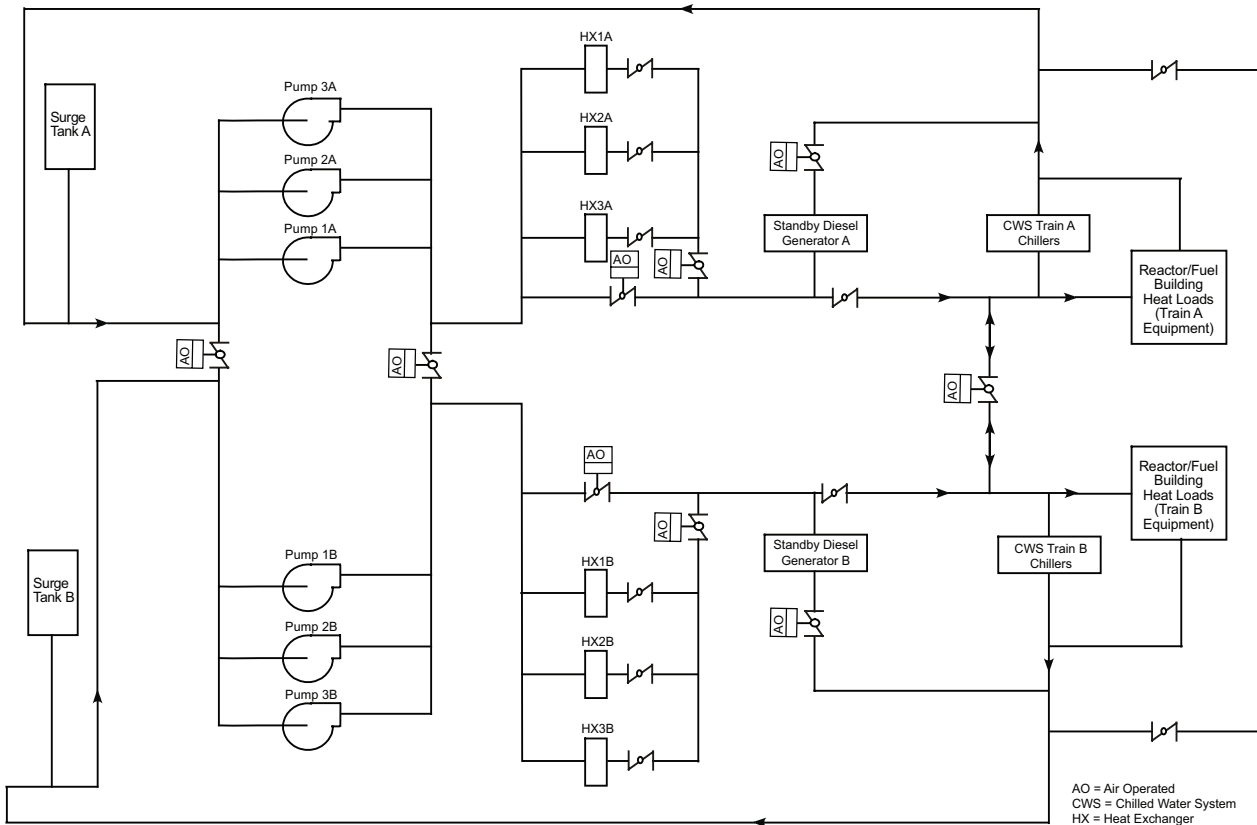 HX1A
Pump 3A
Surge
Tank A
HX2A
AO
Pump 2A
HX3A
Pump 1A
Standby Diesel
Generator A
CWS Train A
Chillers
AO
AO
Reactor/Fuel
Building
Heat Loads
(Train A
Equipment)
AO
AO
AO
AO
Reactor/Fuel
Building
Heat Loads
(Train B
Equipment)
AO
Standby Diesel
Generator B
CWS Train B
Chillers
Pump 1B
HX1B
Surge
Tank B
AO
Pump 2B
HX2B
Pump 3B
HX3B
AO = Air Operated
CWS = Chilled Water System
HX = Heat Exchanger